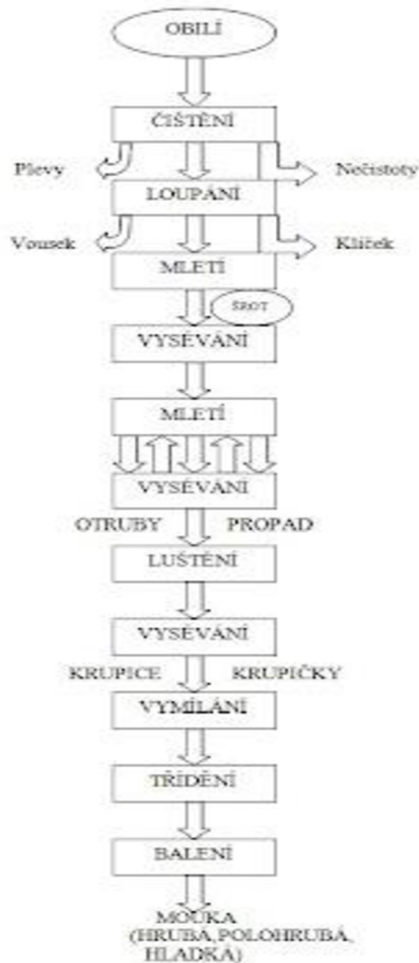 OBILÍ
ČIŠTĚNÍ
Plevy
Nečistoty
LOUPÁNÍ
Vousek
Klíček
MLETÍ
ŠROT
VYSÉVÁNÍ
MLETÍ
VYSÉVÁNÍ
OTRUBY PROPAD
LUŠTĚNÍ
VYSÉVÁNÍ
KRUPICE KRUPIČKY
VYMÍLÁNÍ
TŘÍDĚNÍ
BALENÍ
MOUKA
(HRUBÁ, POLOHRUBÁ,
HLADKÁ)